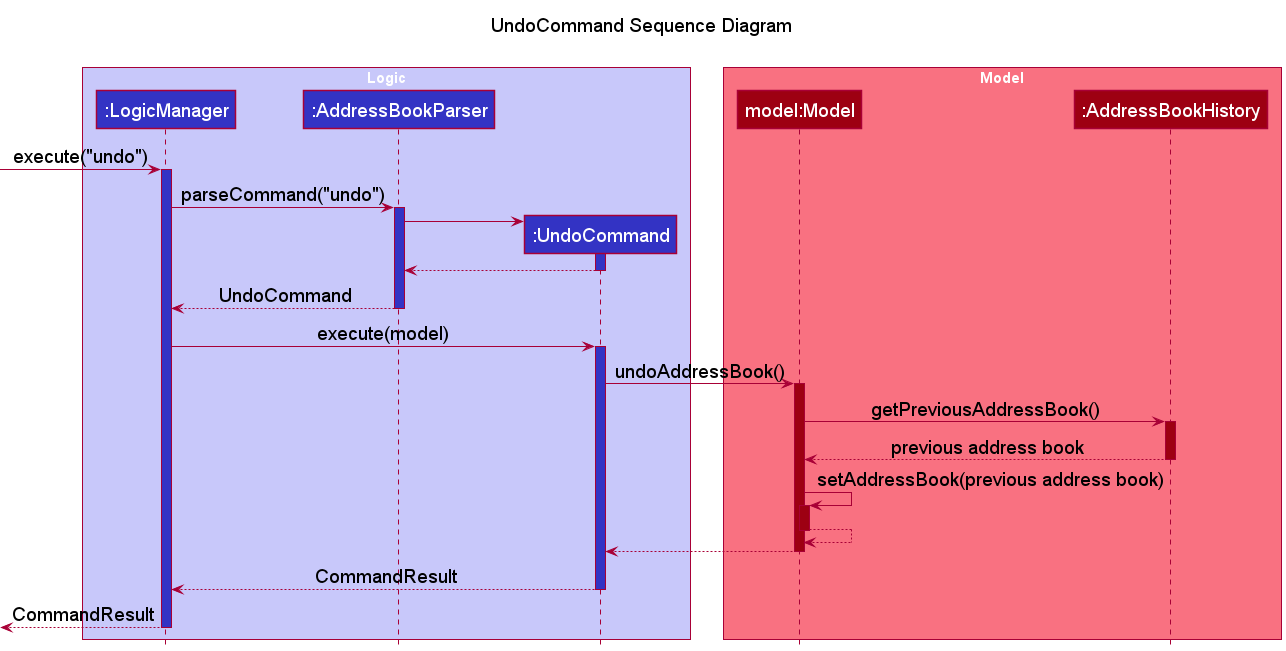 UndoCommand Sequence Diagram
Logic
Model
:LogicManager
:AddressBookParser
model:Model
:AddressBookHistory
execute("undo")
parseCommand("undo")
:UndoCommand
UndoCommand
execute(model)
undoAddressBook()
getPreviousAddressBook()
previous address book
setAddressBook(previous address book)
CommandResult
CommandResult